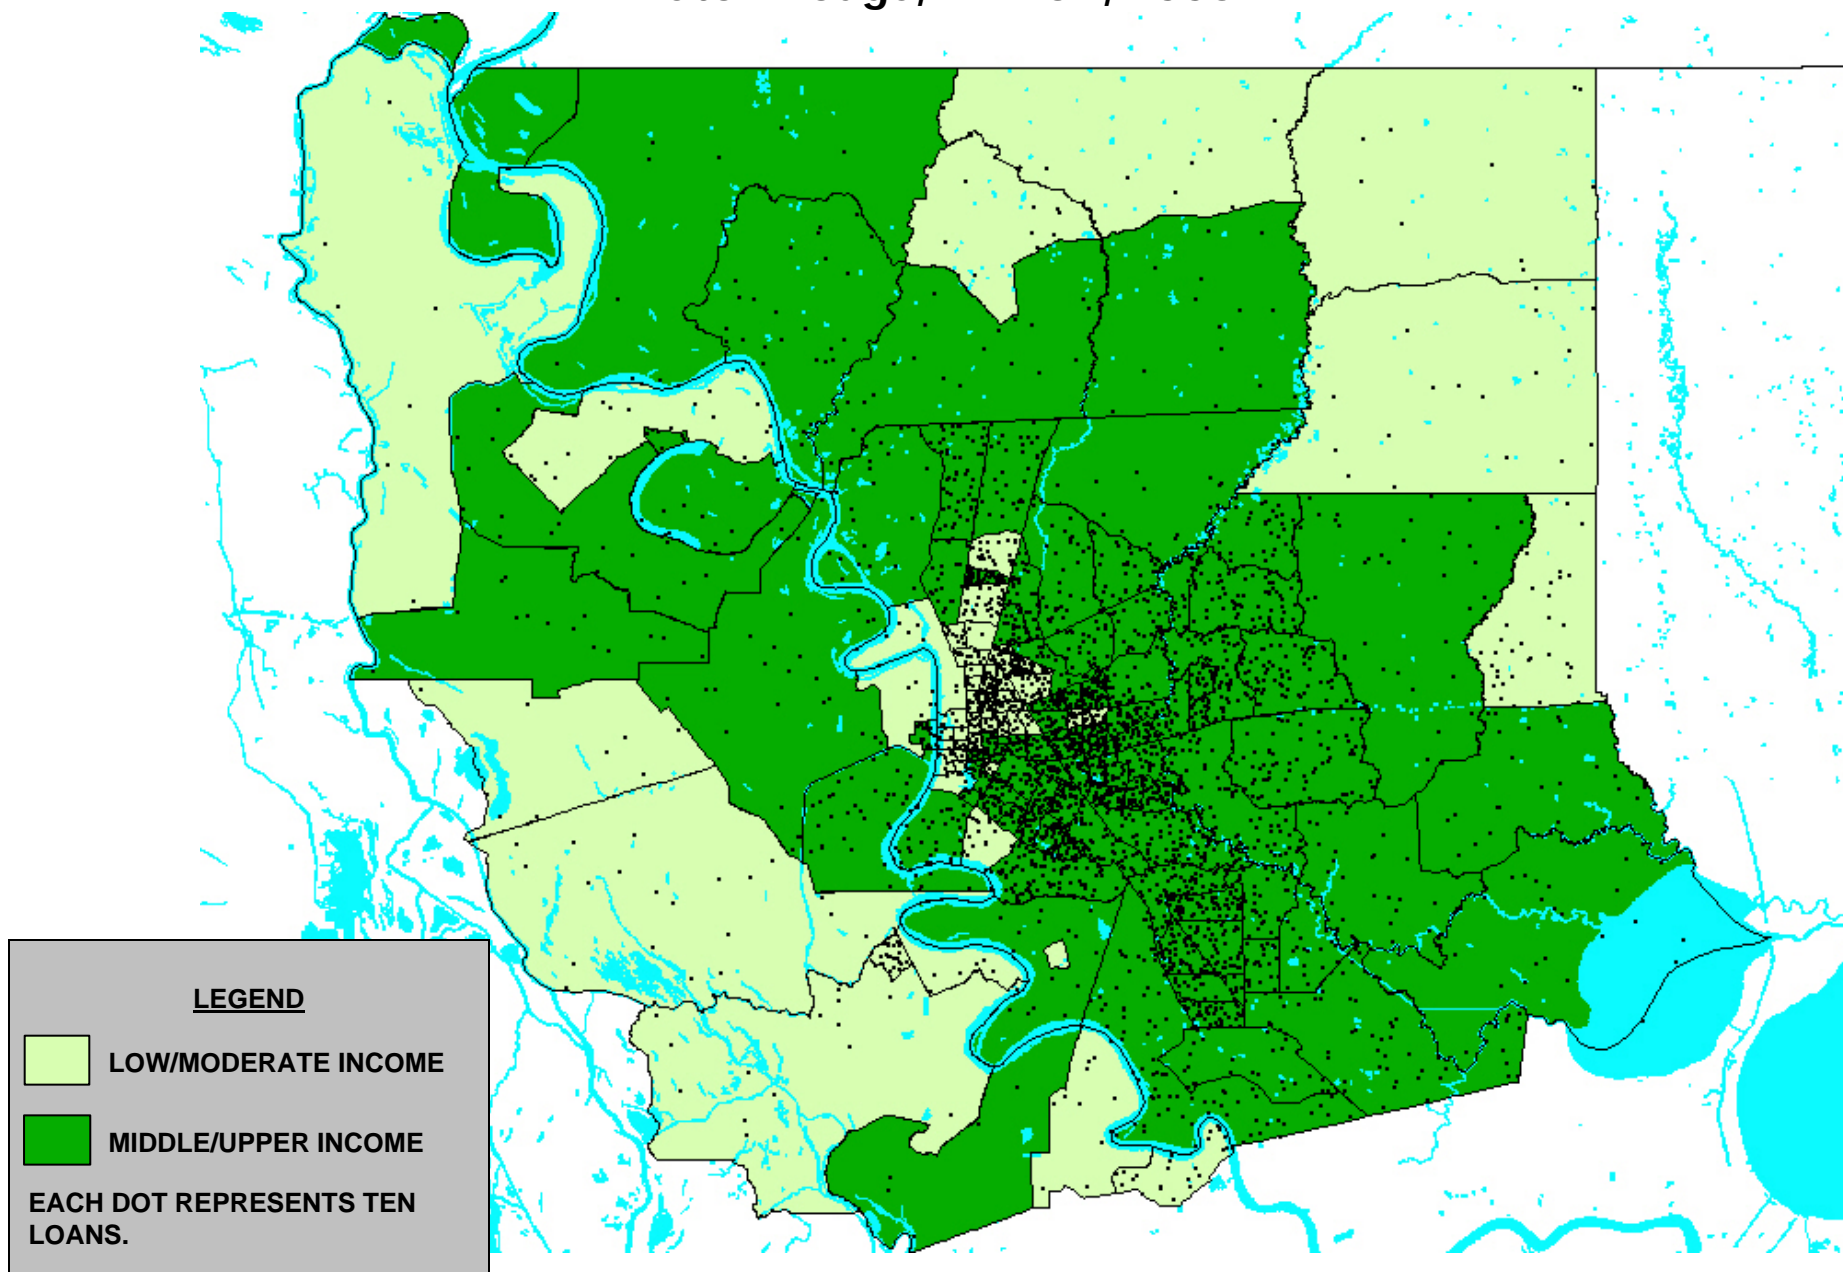 LEGEND
LOW/MODERATE INCOME
MIDDLE/UPPER INCOME
EACH DOT REPRESENTS TEN
LOANS.